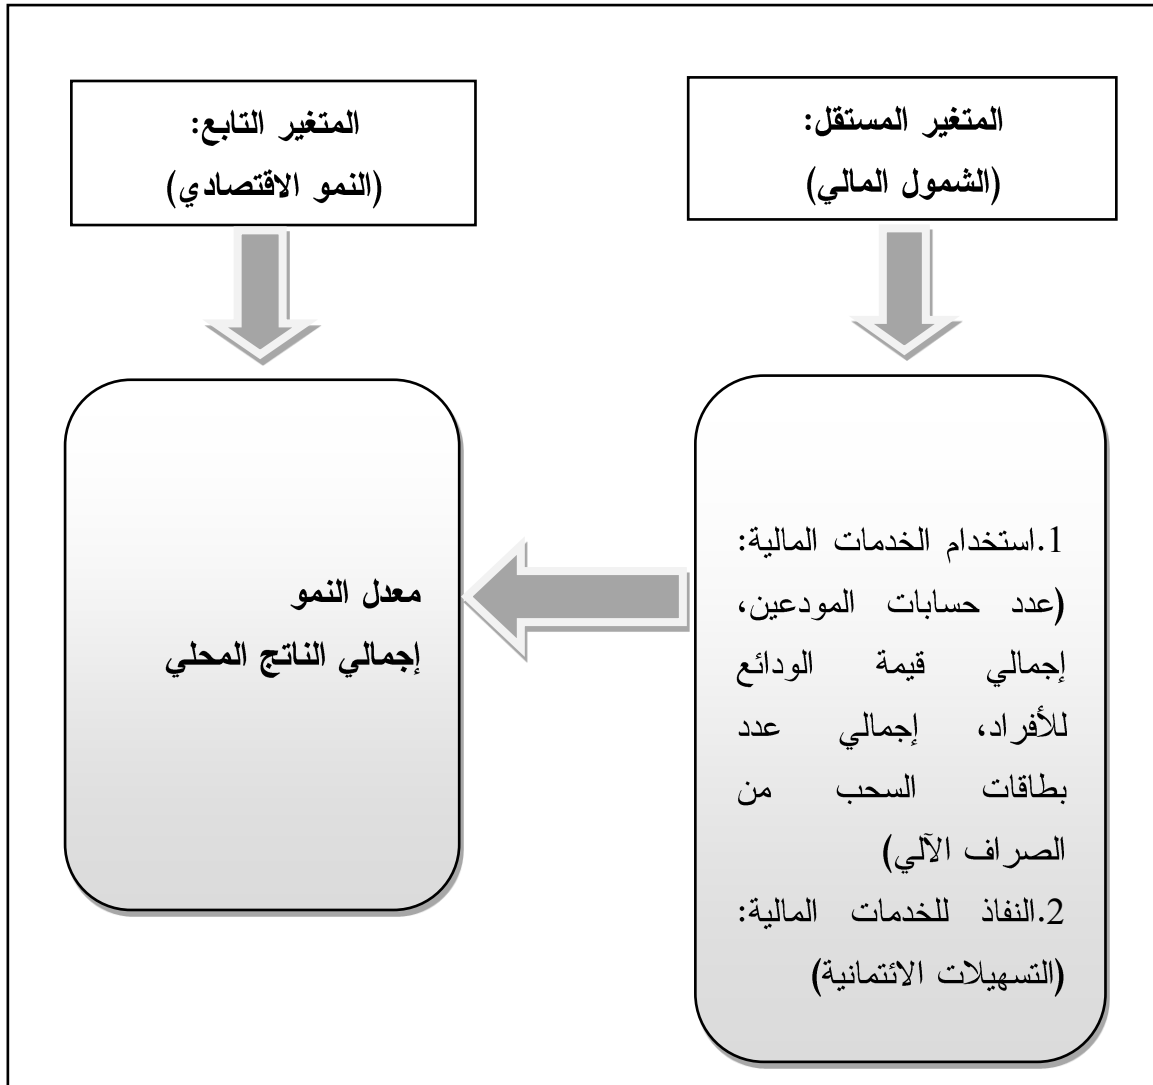 المتغير المستقل:
(الشمول المالي)
المتغير التابع:
(النمو الاقتصادي)
1.استخدام الخدمات المالية:
(عدد حسابات المودعين،
إجمالي قيمة الودائع
للأفراد، إجمالي عدد
بطاقات السحب من
الصراف الآلي)
2.النفاذ للخدمات المالية:
(التسهيلات الائتمانية)
معدل النمو
إجمالي الناتج المحلي